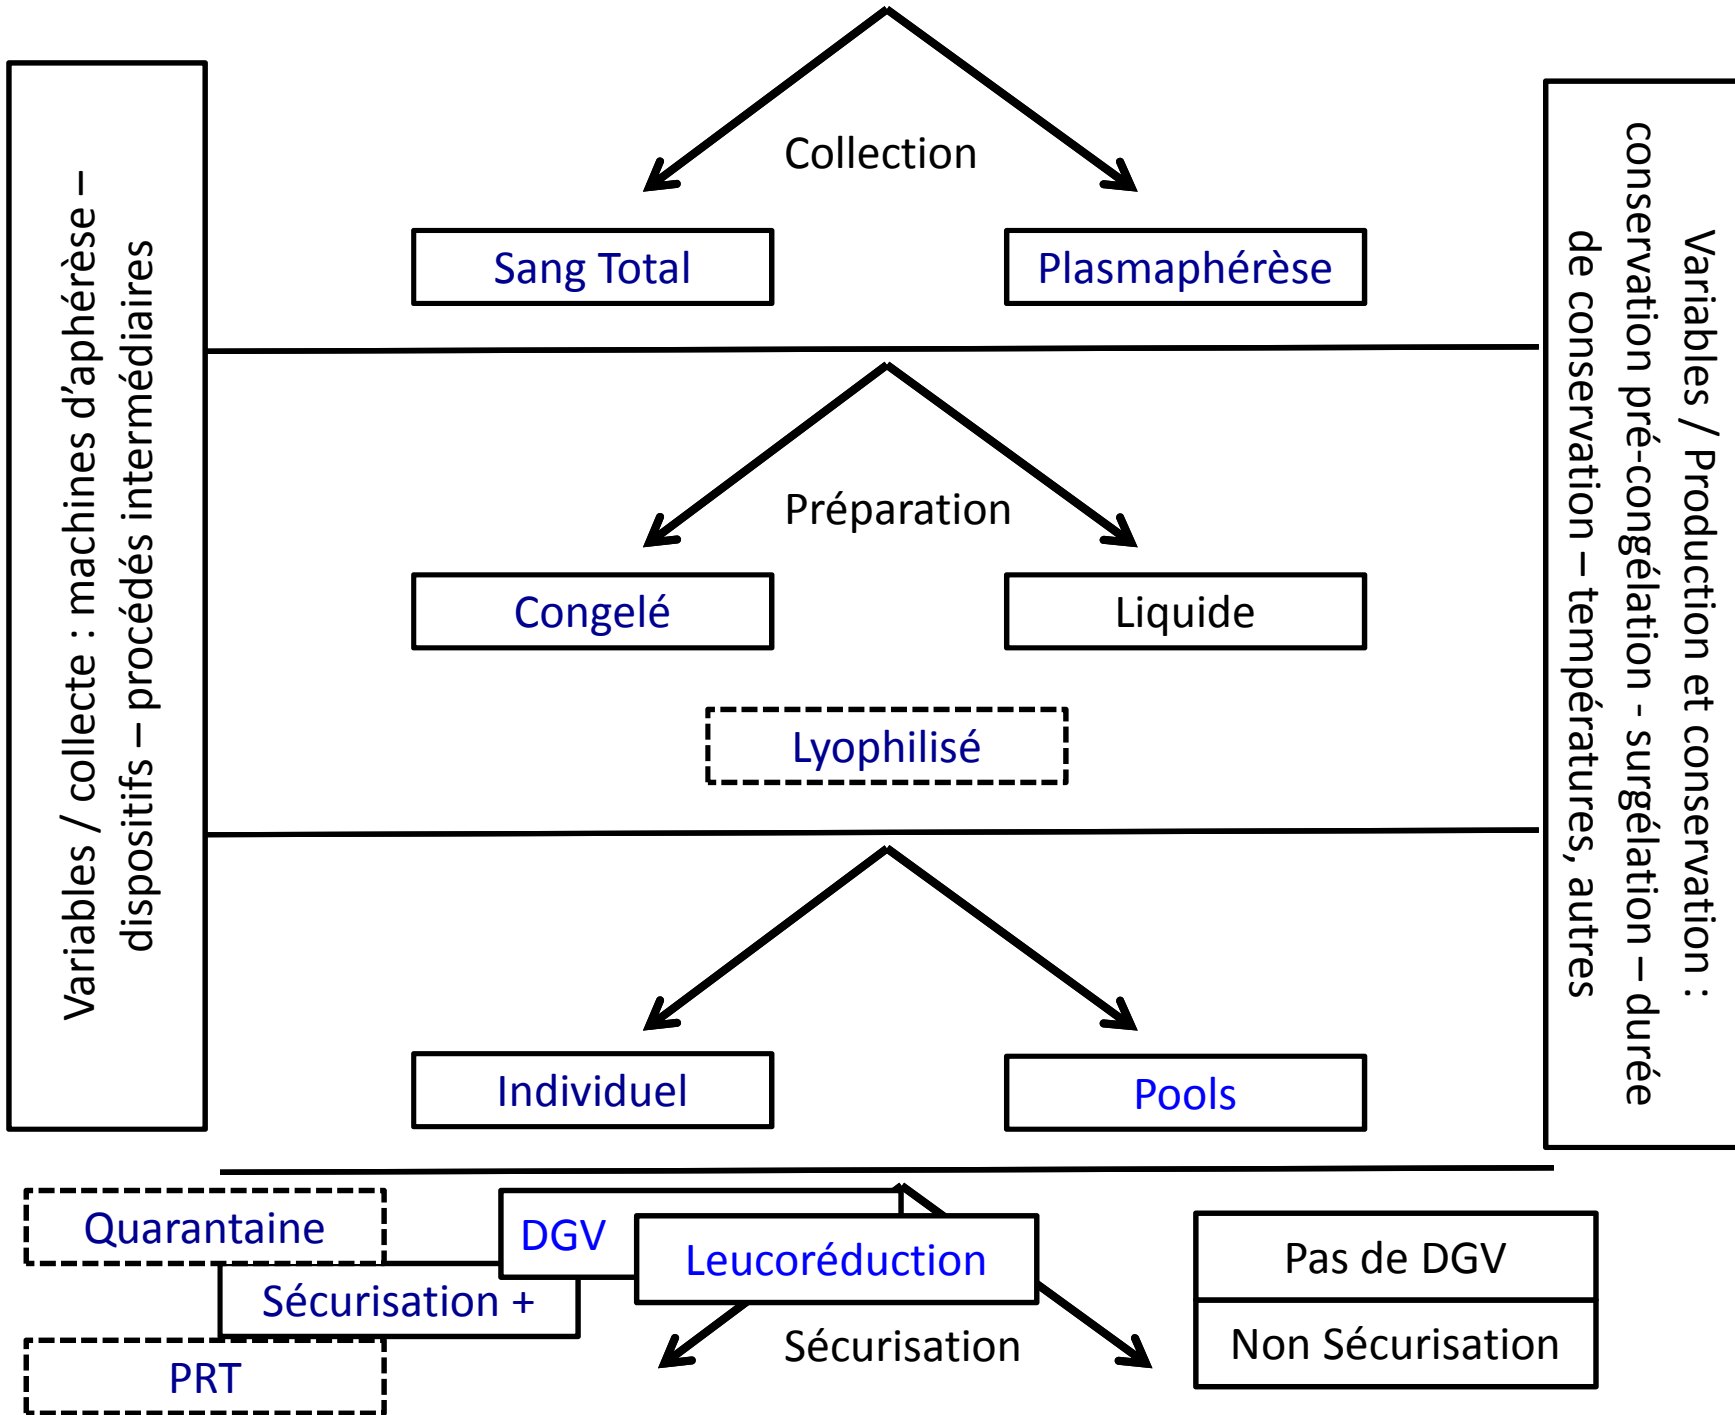 Variables / collecte : machines d’aphérèse –
dispositifs – procédés intermédiaires
Collection
Sang Total
Plasmaphérèse
Préparation
Congelé
Liquide
Lyophilisé
Individuel
Pools
Variables / Production et conservation :
conservation pré-congélation - surgélation – durée
de conservation – températures, autres
Quarantaine
DGV
Leucoréduction
Sécurisation +
PRT
Sécurisation
Pas de DGV
Non Sécurisation